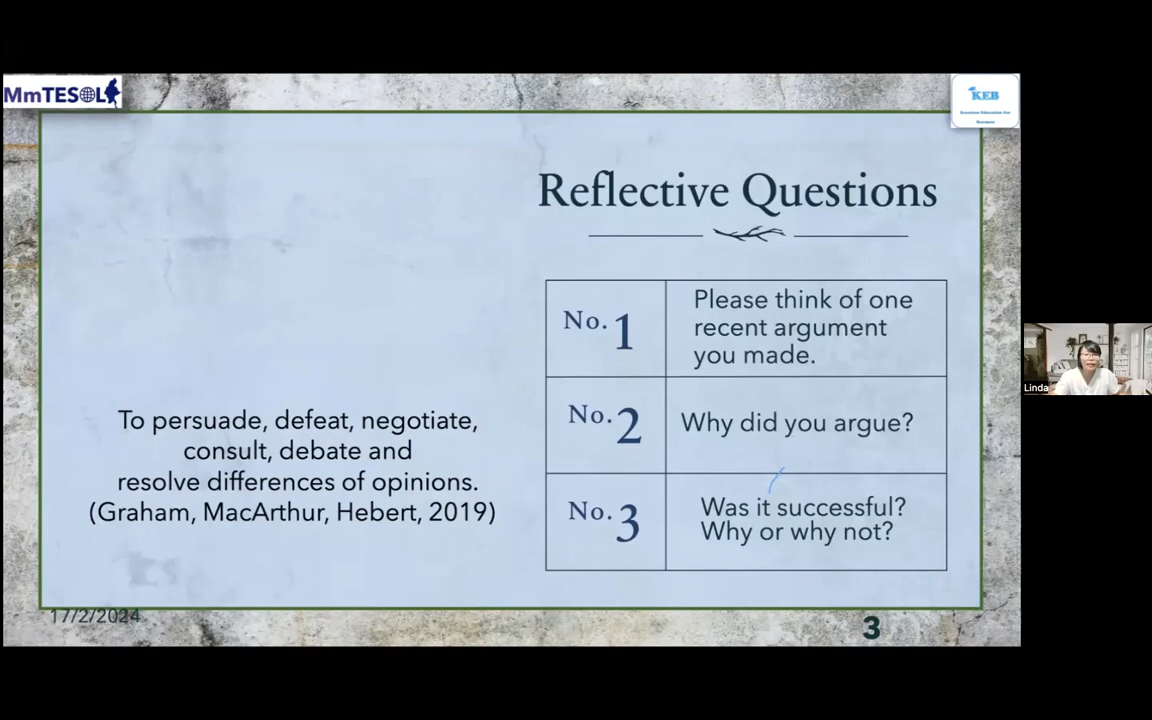 MmTESOL
KEB
Reflective Questions
To persuade, defeat, negotiate,
consult, debate and
resolve differences of opinions.
(Graham, MacArthur, Hebert, 2019)
No.1
Please think of one
recent argument
you made.
No.2
Why did you argue?
No.3
Was it successful?
Why or why not?
17/2/2024
3
Linda